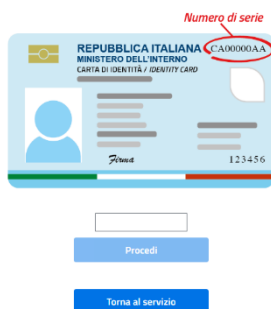 Numero di serie
REPUBBLICA ITALIANA CA00000AA
MINISTERO DELL'INTERNO
CARTA DI IDENTITÀ / IDENTITY CARD
Firma
123456
Procedi
Torna al servizio